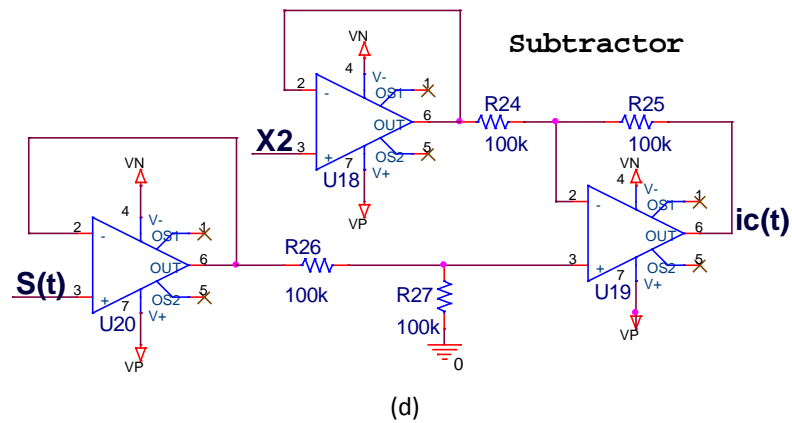 Subtractor
VN
4
V-
1
OS1
2
-
OUT
6
X2
3
+
7
OS2
5
V+
U18
VP
R24
100k
R25
100k
VN
4
V-
1
OS1
2
-
OUT
6
ic(t)
3
+
7
OS2
5
V+
U19
VP
VN
4
V-
1
OS1
2
-
OUT
6
S(t)
3
+
7
OS2
5
V+
U20
VP
R26
100k
R27
100k
0
(d)